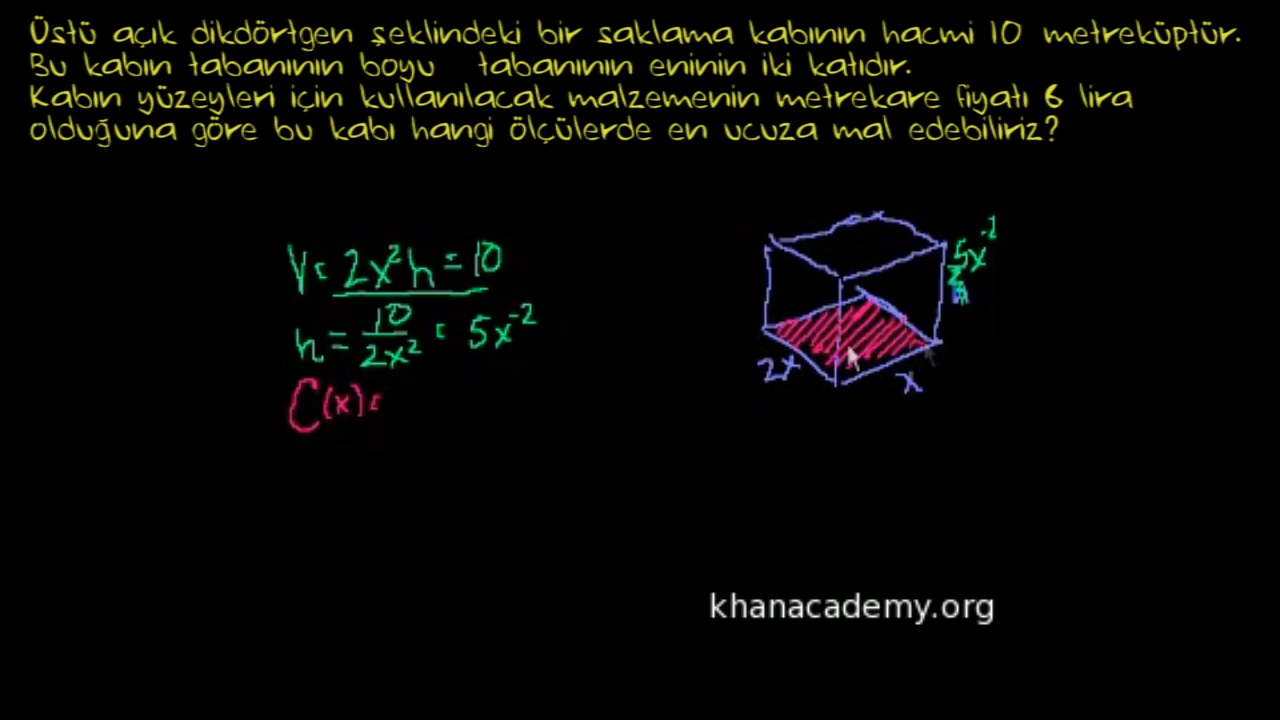 Üstü açık dikdörtgen şeklindeki bir saklama kabının hacmi 10 metreküptür.
Bu kabın tabanının boyu tabanının eninin iki katıdır.
Kabın yüzeyleri için kullanılacak malzemenin metrekare fiyatı 6 lira
olduğuna göre bu kabı hangi ölçülerde en ucuza mal edebiliriz?
V = 2x²h = 10
h = 10/2x² = 5x⁻²
C(x) =
5x⁻²
2x
x
khanacademy.org